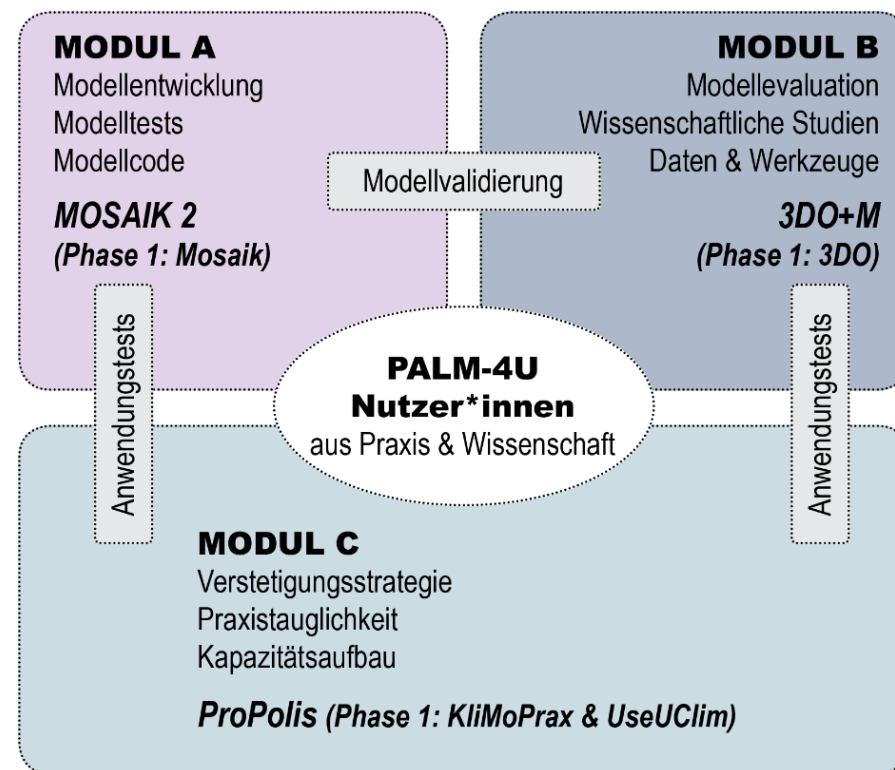 MODUL A
Modellentwicklung
Modelltests
Modellcode
MOSAIK 2
(Phase 1: Mosaik)
MODUL B
Modellevaluation
Wissenschaftliche Studien
Daten & Werkzeuge
3DO+M
(Phase 1: 3DO)
Modellvalidierung
Anwendungstests
PALM-4U
Nutzer*innen
aus Praxis & Wissenschaft
Anwendungstests
MODUL C
Verstetigungsstrategie
Praxistauglichkeit
Kapazitätsaufbau
ProPolis (Phase 1: KliMoPrax & UseUClim)